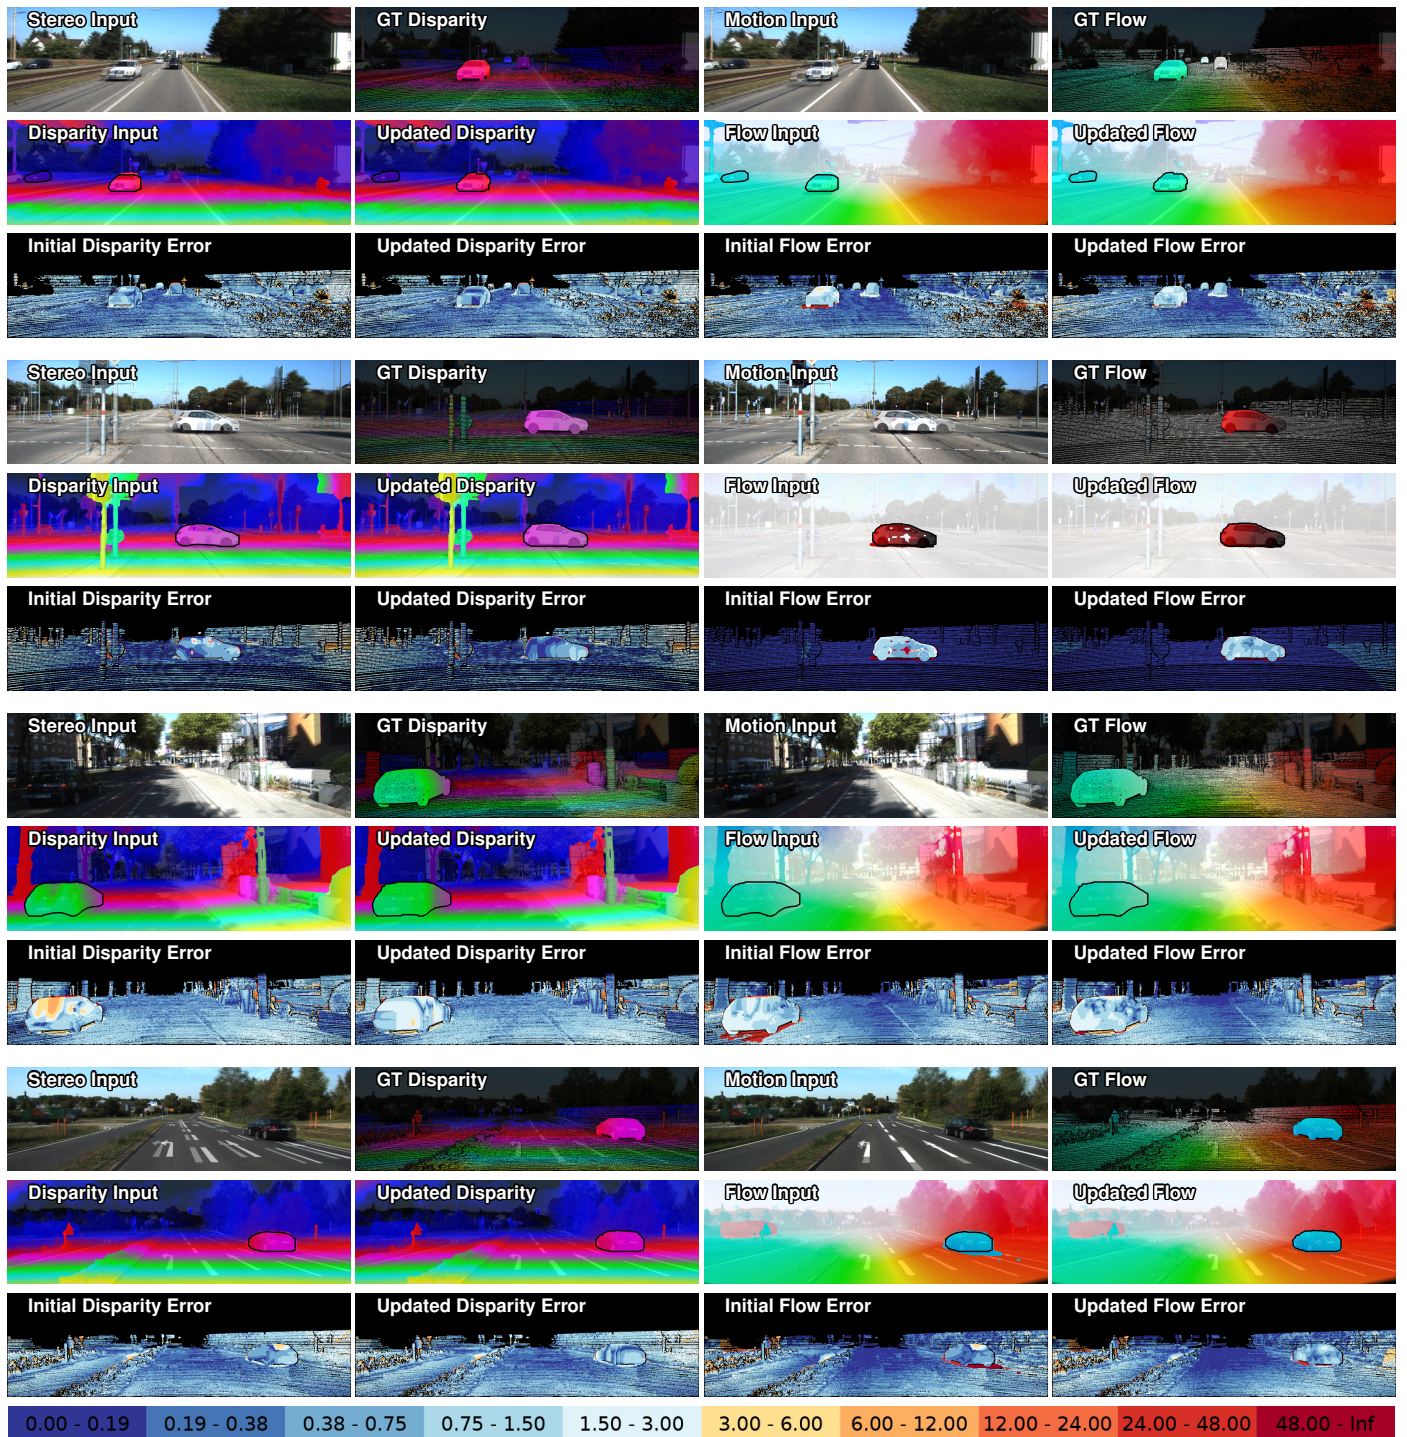 Stereo Input GT Disparity Motion Input GT Flow
Disparity Input Updated Disparity Flow Input Updated Flow
Initial Disparity Error Updated Disparity Error Initial Flow Error Updated Flow Error
Stereo Input GT Disparity Motion Input GT Flow
Disparity Input Updated Disparity Flow Input Updated Flow
Initial Disparity Error Updated Disparity Error Initial Flow Error Updated Flow Error
Stereo Input GT Disparity Motion Input GT Flow
Disparity Input Updated Disparity Flow Input Updated Flow
Initial Disparity Error Updated Disparity Error Initial Flow Error Updated Flow Error
Stereo Input GT Disparity Motion Input GT Flow
Disparity Input Updated Disparity Flow Input Updated Flow
Initial Disparity Error Updated Disparity Error Initial Flow Error Updated Flow Error
0.00 - 0.19 0.19 - 0.38 0.38 - 0.75 0.75 - 1.50 1.50 - 3.00 3.00 - 6.00 6.00 - 12.00 12.00 - 24.00 24.00 - 48.00 48.00 - Inf